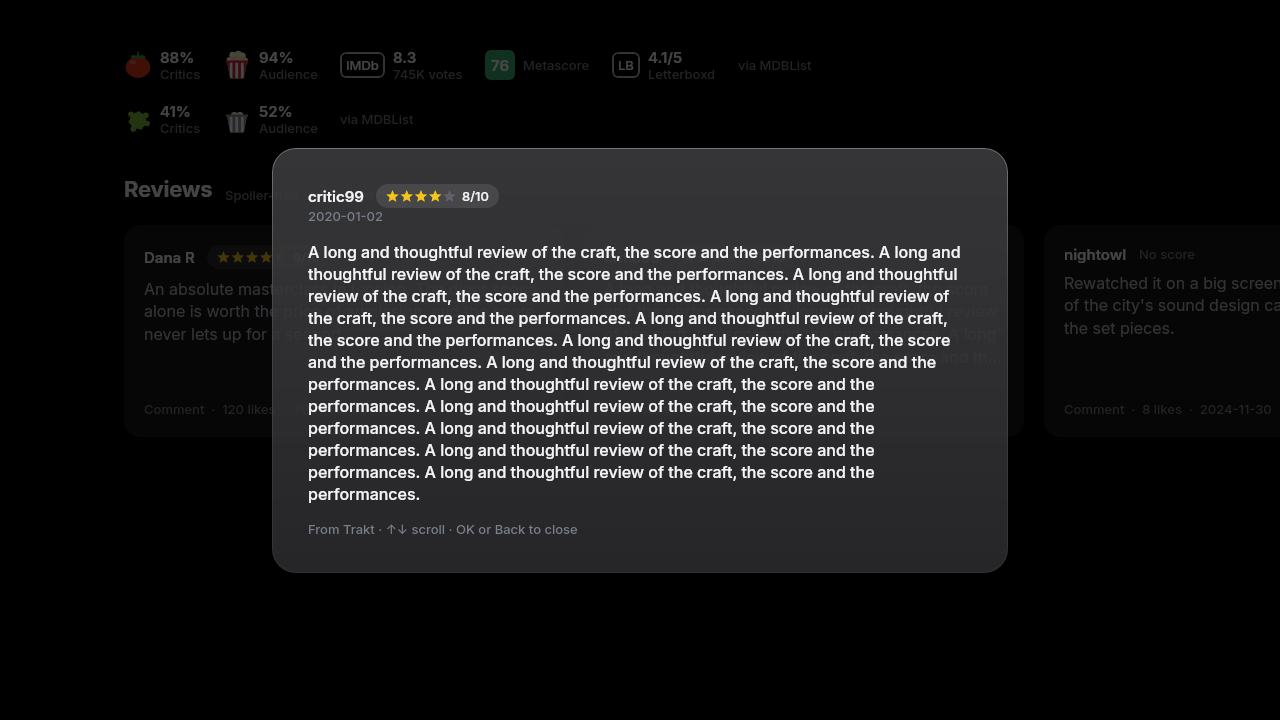 88% 94% IMDb 8.3 76 Metascore LB 4.1/5 via MDBList
Critics Audience 745K votes Letterboxd
41% 52% via MDBList
Critics Audience
Reviews Spoiler-
critic99 8/10
2020-01-02
A long and thoughtful review of the craft, the score and the performances. A long and
thoughtful review of the craft, the score and the performances. A long and thoughtful
review of the craft, the score and the performances. A long and thoughtful review of
the craft, the score and the performances. A long and thoughtful review of the craft,
the score and the performances. A long and thoughtful review of the craft, the score
and the performances. A long and thoughtful review of the craft, the score and the
performances. A long and thoughtful review of the craft, the score and the
performances. A long and thoughtful review of the craft, the score and the
performances. A long and thoughtful review of the craft, the score and the
performances. A long and thoughtful review of the craft, the score and the
performances. A long and thoughtful review of the craft, the score and the
performances.
From Trakt · ↑↓ scroll · OK or Back to close
Dana R
An absolute
alone is worth the
never lets up for a
Comment · 120 likes
nightowl No score
Rewatched it on a big screen
of the city's sound design
the set pieces.
Comment · 8 likes · 2024-11-30